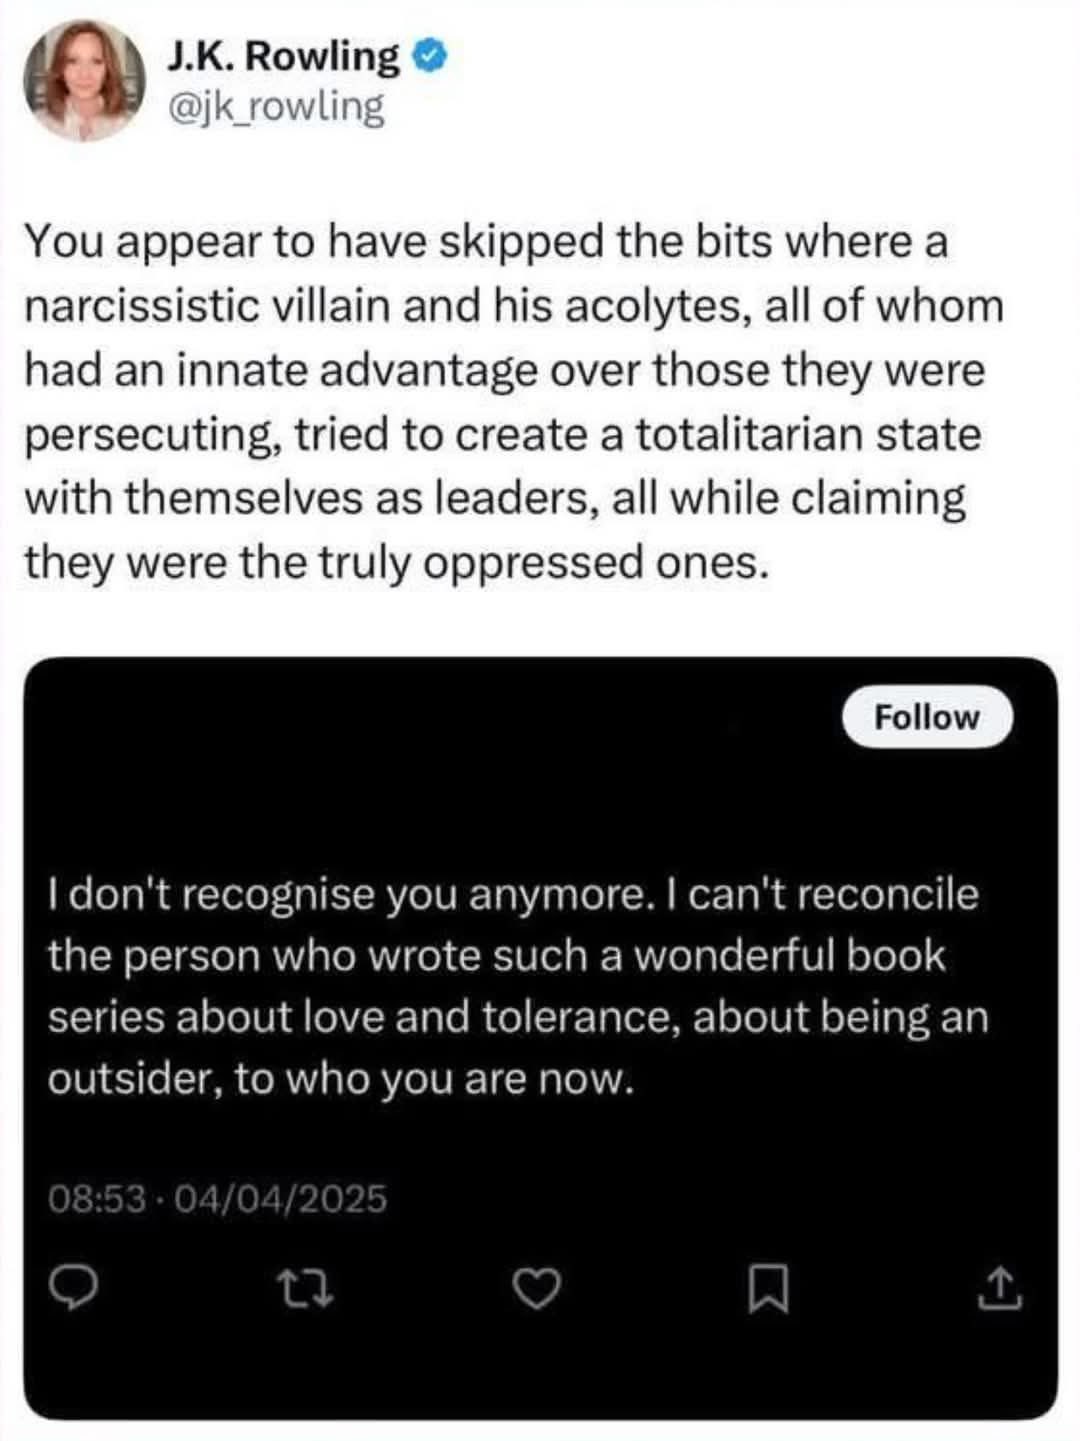 J.K. Rowling
@jk_rowling
You appear to have skipped the bits where a
narcissistic villain and his acolytes, all of whom
had an innate advantage over those they were
persecuting, tried to create a totalitarian state
with themselves as leaders, all while claiming
they were the truly oppressed ones.
Follow
I don't recognise you anymore. I can't reconcile
the person who wrote such a wonderful book
series about love and tolerance, about being an
outsider, to who you are now.
08:53 · 04/04/2025